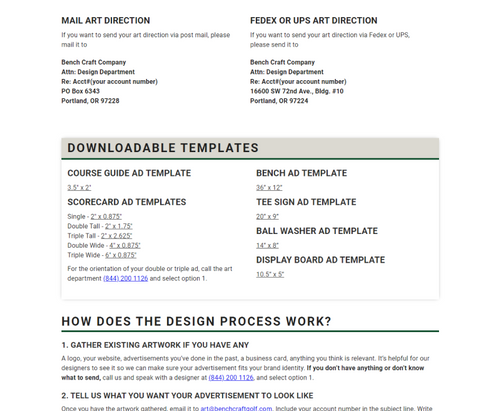 MAIL ART DIRECTION
If you want to send your art direction via post mail, please
mail it to
Bench Craft Company
Attn: Design Department
Re: Acct#(your account number)
PO Box 6343
Portland, OR 97228
FEDEX OR UPS ART DIRECTION
If you want to send your art direction via Fedex or UPS,
please send it to
Bench Craft Company
Attn: Design Department
Re: Acct#(your account number)
16600 SW 72nd Ave., Bldg. #10
Portland, OR 97224
DOWNLOADABLE TEMPLATES
COURSE GUIDE AD TEMPLATE
3.5" x 2"
SCORECARD AD TEMPLATES
Single - 2" x 0.875"
Double Tall - 2" x 1.75"
Triple Tall - 2" x 2.625"
Double Wide - 4" x 0.875"
Triple Wide - 6" x 0.875"
For the orientation of your double or triple ad, call the art
department (844) 200 1126 and select option 1.
BENCH AD TEMPLATE
36" x 12"
TEE SIGN AD TEMPLATE
20" x 9"
BALL WASHER AD TEMPLATE
14" x 8"
DISPLAY BOARD AD TEMPLATE
10.5" x 5"
HOW DOES THE DESIGN PROCESS WORK?
1. GATHER EXISTING ARTWORK IF YOU HAVE ANY
A logo, your website, advertisements you've done in the past, a business card, anything you think is relevant. It's helpful for our
designers to see it so we can make sure your advertisement fits your brand identity. If you don't have anything or don't know
what to send, call us and speak with a designer at (844) 200 1126, and select option 1.
2. TELL US WHAT YOU WANT YOUR ADVERTISEMENT TO LOOK LIKE
Once you have the artwork gathered, email it to art@benchcraftgolf.com. Include your account number in the subject line. Write